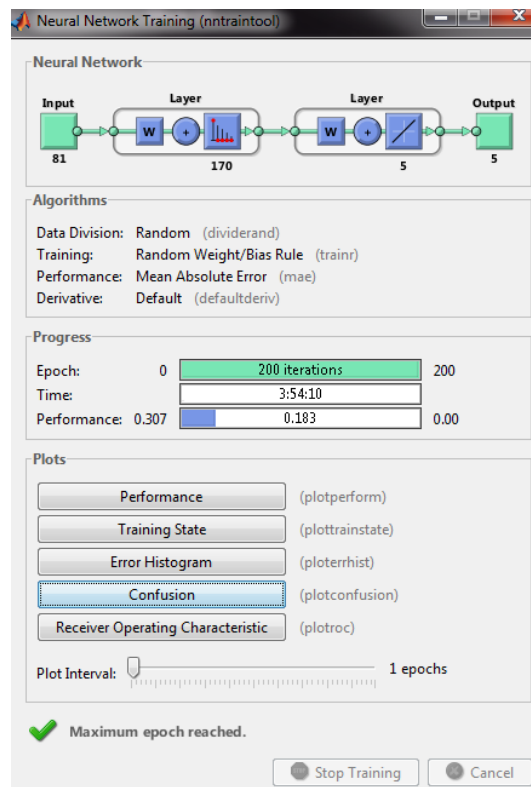 Neural Network Training (nntraintool)
Neural Network
Input Layer Layer Output
W + W +
81 170 5 5
Algorithms
Data Division: Random (dividerand)
Training: Random Weight/Bias Rule (trainr)
Performance: Mean Absolute Error (mae)
Derivative: Default (defaultderiv)
Progress
Epoch: 0 200 iterations 200
Time: 3:54:10
Performance: 0.307 0.183 0.00
Plots
Performance (plotperform)
Training State (plottrainstate)
Error Histogram (ploterrhist)
Confusion (plotconfusion)
Receiver Operating Characteristic (plotroc)
Plot Interval: 1 epochs
Maximum epoch reached.
Stop Training Cancel